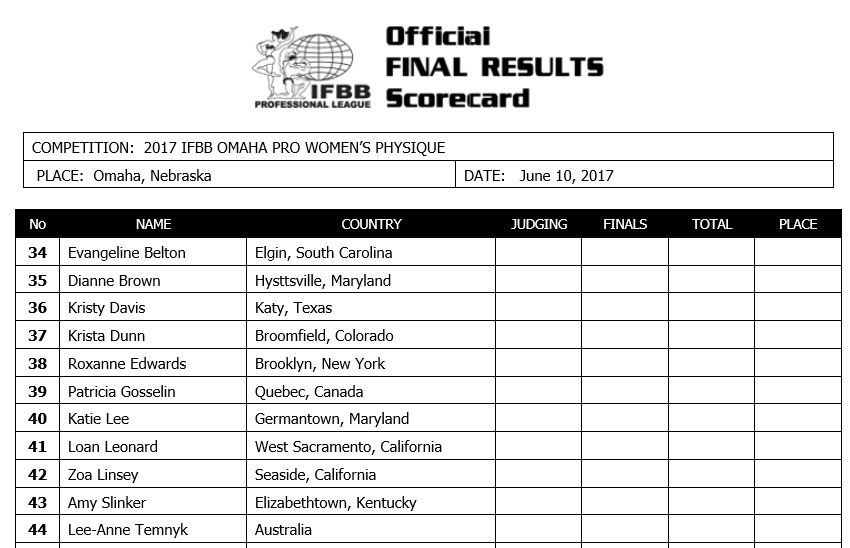 Official
FINAL RESULTS
Scorecard
IFBB
PROFESSIONAL LEAGUE
COMPETITION: 2017 IFBB OMAHA PRO WOMEN’S PHYSIQUE
PLACE: Omaha, Nebraska DATE: June 10, 2017
No NAME COUNTRY JUDGING FINALS TOTAL PLACE
34 Evangeline Belton Elgin, South Carolina
35 Dianne Brown Hysttsville, Maryland
36 Kristy Davis Katy, Texas
37 Krista Dunn Broomfield, Colorado
38 Roxanne Edwards Brooklyn, New York
39 Patricia Gosselin Quebec, Canada
40 Katie Lee Germantown, Maryland
41 Loan Leonard West Sacramento, California
42 Zoa Linsey Seaside, California
43 Amy Slinker Elizabethtown, Kentucky
44 Lee-Anne Temnyk Australia